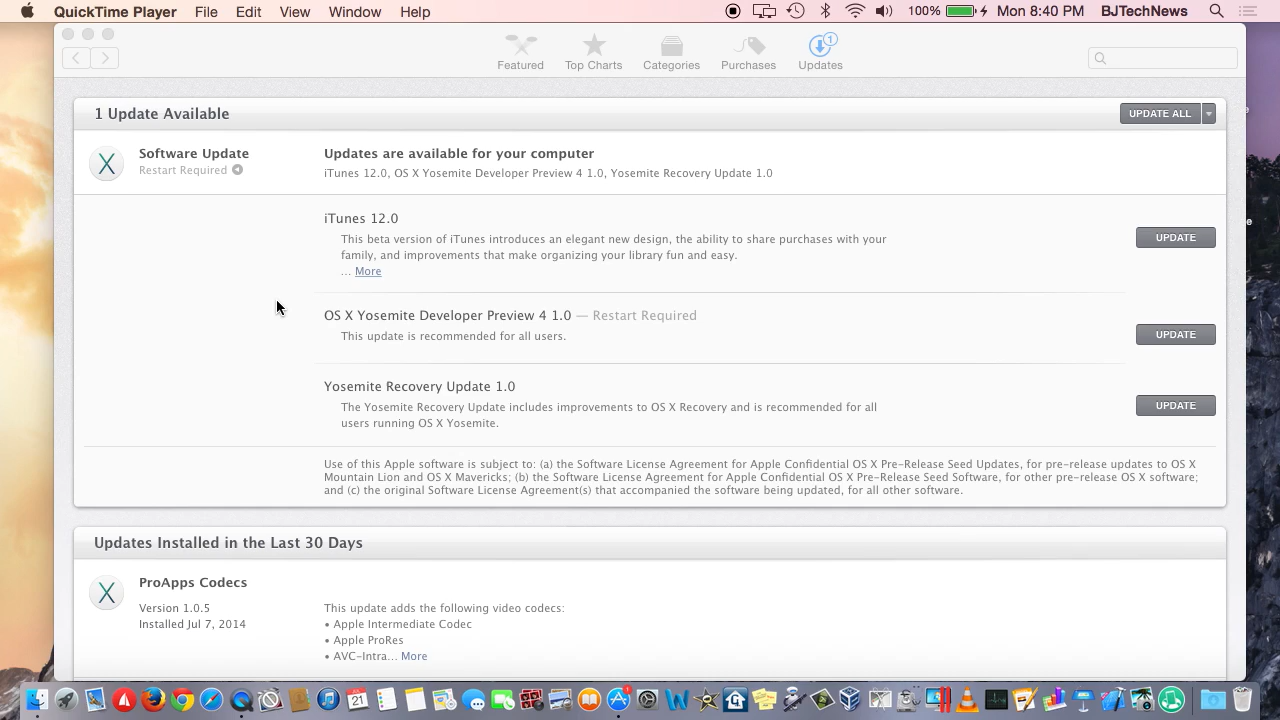 QuickTime Player File Edit View Window Help 100% Mon 8:40 PM BJTechNews
Featured Top Charts Categories Purchases Updates
1
1 Update Available UPDATE ALL
Software Update Updates are available for your computer
Restart Required iTunes 12.0, OS X Yosemite Developer Preview 4 1.0, Yosemite Recovery Update 1.0
iTunes 12.0
UPDATE
This beta version of iTunes introduces an elegant new design, the ability to share purchases with your
family, and improvements that make organizing your library fun and easy.
... More
OS X Yosemite Developer Preview 4 1.0 — Restart Required
This update is recommended for all users. UPDATE
Yosemite Recovery Update 1.0
UPDATE
The Yosemite Recovery Update includes improvements to OS X Recovery and is recommended for all
users running OS X Yosemite.
Use of this Apple software is subject to: (a) the Software License Agreement for Apple Confidential OS X Pre-Release Seed Updates, for pre-release updates to OS X
Mountain Lion and OS X Mavericks; (b) the Software License Agreement for Apple Confidential OS X Pre-Release Seed Software, for other pre-release OS X software;
and (c) the original Software License Agreement(s) that accompanied the software being updated, for all other software.
Updates Installed in the Last 30 Days
ProApps Codecs
Version 1.0.5 This update adds the following video codecs:
Installed Jul 7, 2014 • Apple Intermediate Codec
• Apple ProRes
• AVC-Intra... More
21